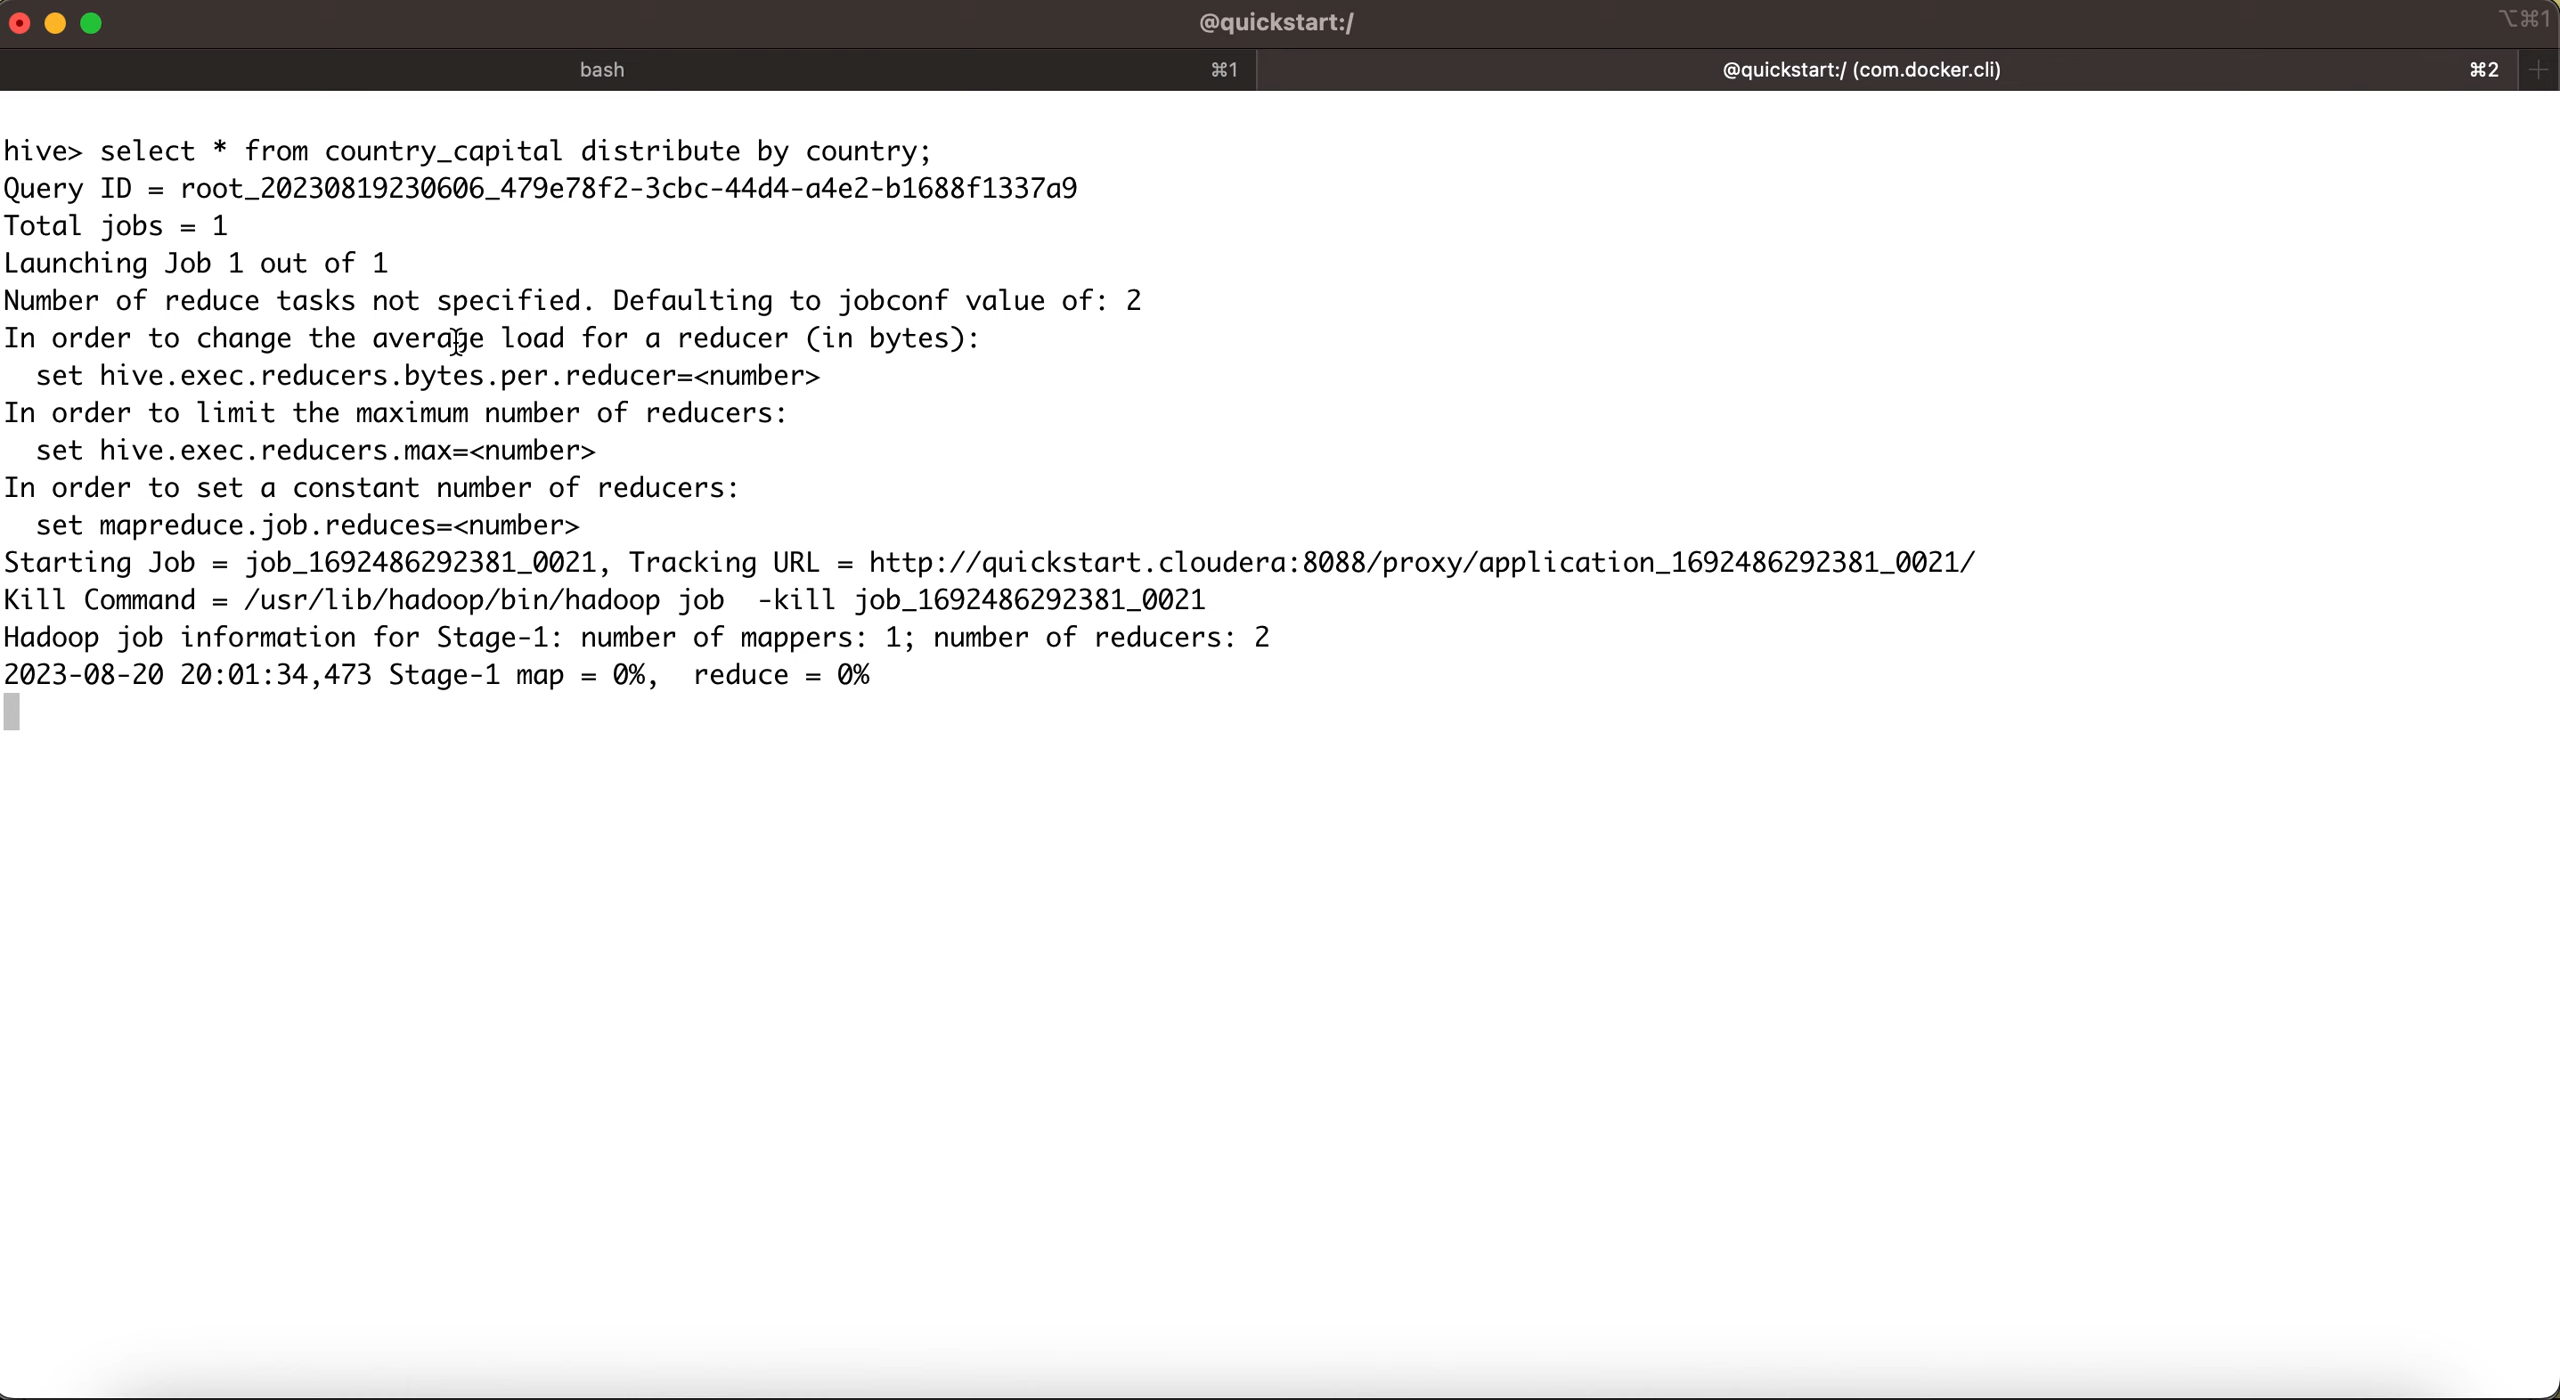 @quickstart:/
⌥⌘1
bash ⌘1 @quickstart:/ (com.docker.cli) ⌘2 +
hive> select * from country_capital distribute by country;
Query ID = root_20230819230606_479e78f2-3cbc-44d4-a4e2-b1688f1337a9
Total jobs = 1
Launching Job 1 out of 1
Number of reduce tasks not specified. Defaulting to jobconf value of: 2
In order to change the average load for a reducer (in bytes):
  set hive.exec.reducers.bytes.per.reducer=<number>
In order to limit the maximum number of reducers:
  set hive.exec.reducers.max=<number>
In order to set a constant number of reducers:
  set mapreduce.job.reduces=<number>
Starting Job = job_1692486292381_0021, Tracking URL = http://quickstart.cloudera:8088/proxy/application_1692486292381_0021/
Kill Command = /usr/lib/hadoop/bin/hadoop job  -kill job_1692486292381_0021
Hadoop job information for Stage-1: number of mappers: 1; number of reducers: 2
2023-08-20 20:01:34,473 Stage-1 map = 0%,  reduce = 0%